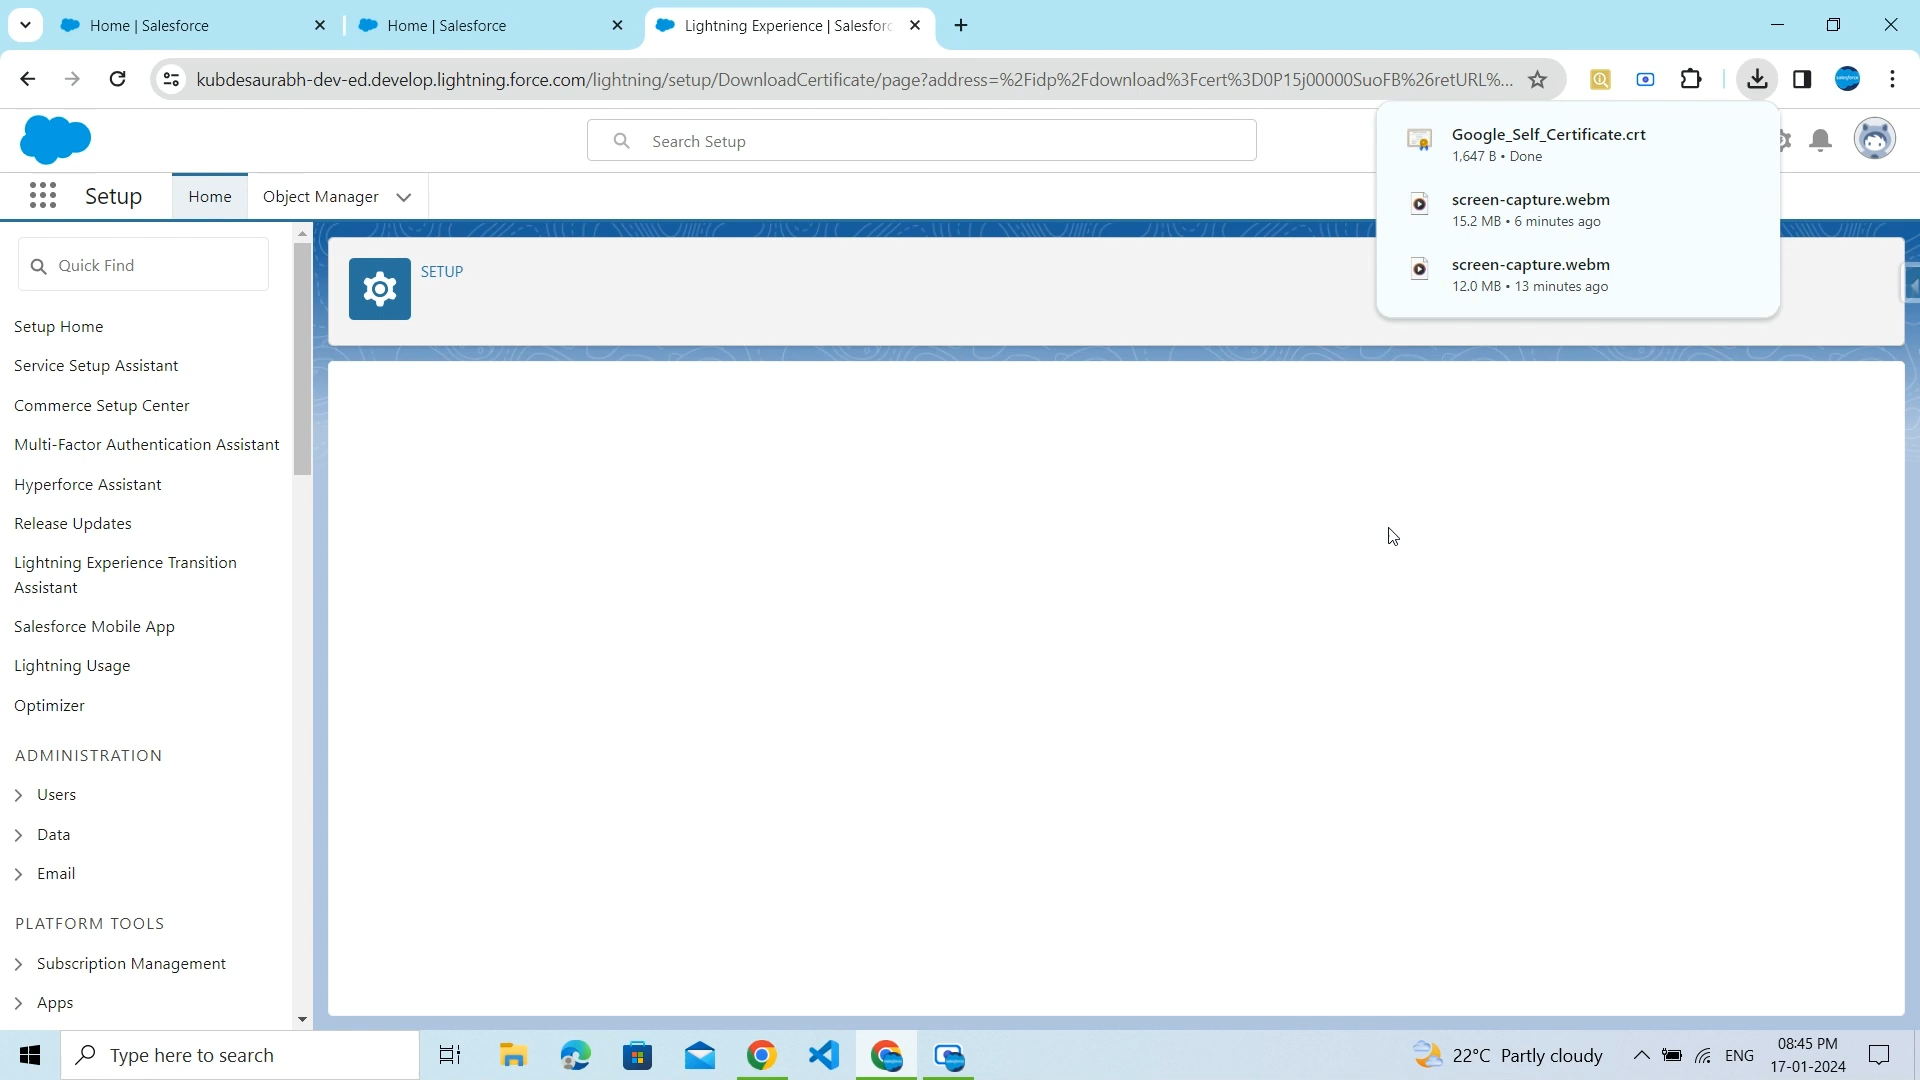 Home | Salesforce
Home | Salesforce
Lightning Experience | Salesforc
kubdesaurabh-dev-ed.develop.lightning.force.com/lightning/setup/DownloadCertificate/page?address=%2Fidp%2Fdownload%3Fcert%3D0P15j00000SuoFB%26retURL%...
Search Setup
Google_Self_Certificate.crt
1,647 B • Done
screen-capture.webm
15.2 MB • 6 minutes ago
screen-capture.webm
12.0 MB • 13 minutes ago
Setup
Home
Object Manager
Quick Find
SETUP
Setup Home
Service Setup Assistant
Commerce Setup Center
Multi-Factor Authentication Assistant
Hyperforce Assistant
Release Updates
Lightning Experience Transition
Assistant
Salesforce Mobile App
Lightning Usage
Optimizer
ADMINISTRATION
Users
Data
Email
PLATFORM TOOLS
Subscription Management
Apps
Type here to search
22°C Partly cloudy
ENG
08:45 PM
17-01-2024